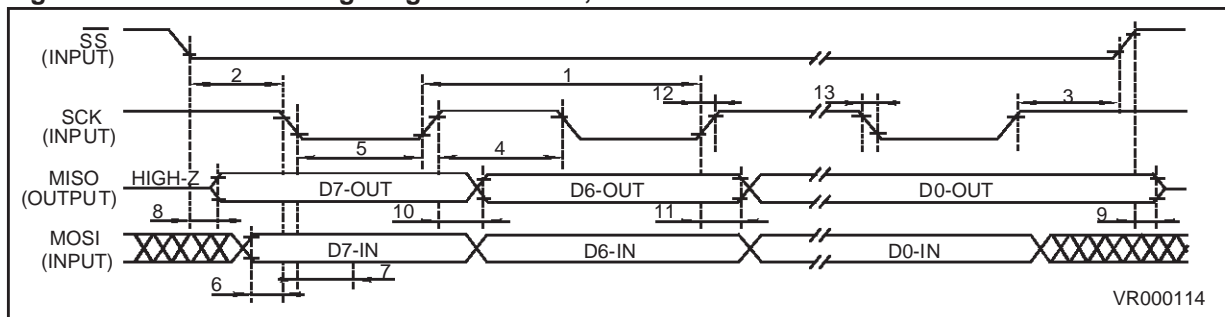 SS
(INPUT)
2
1
12
13
3
SCK
(INPUT)
5
4
MISO
(OUTPUT)
HIGH-Z
D7-OUT
D6-OUT
D0-OUT
8
10
11
9
MOSI
(INPUT)
D7-IN
D6-IN
D0-IN
6
7
VR000114